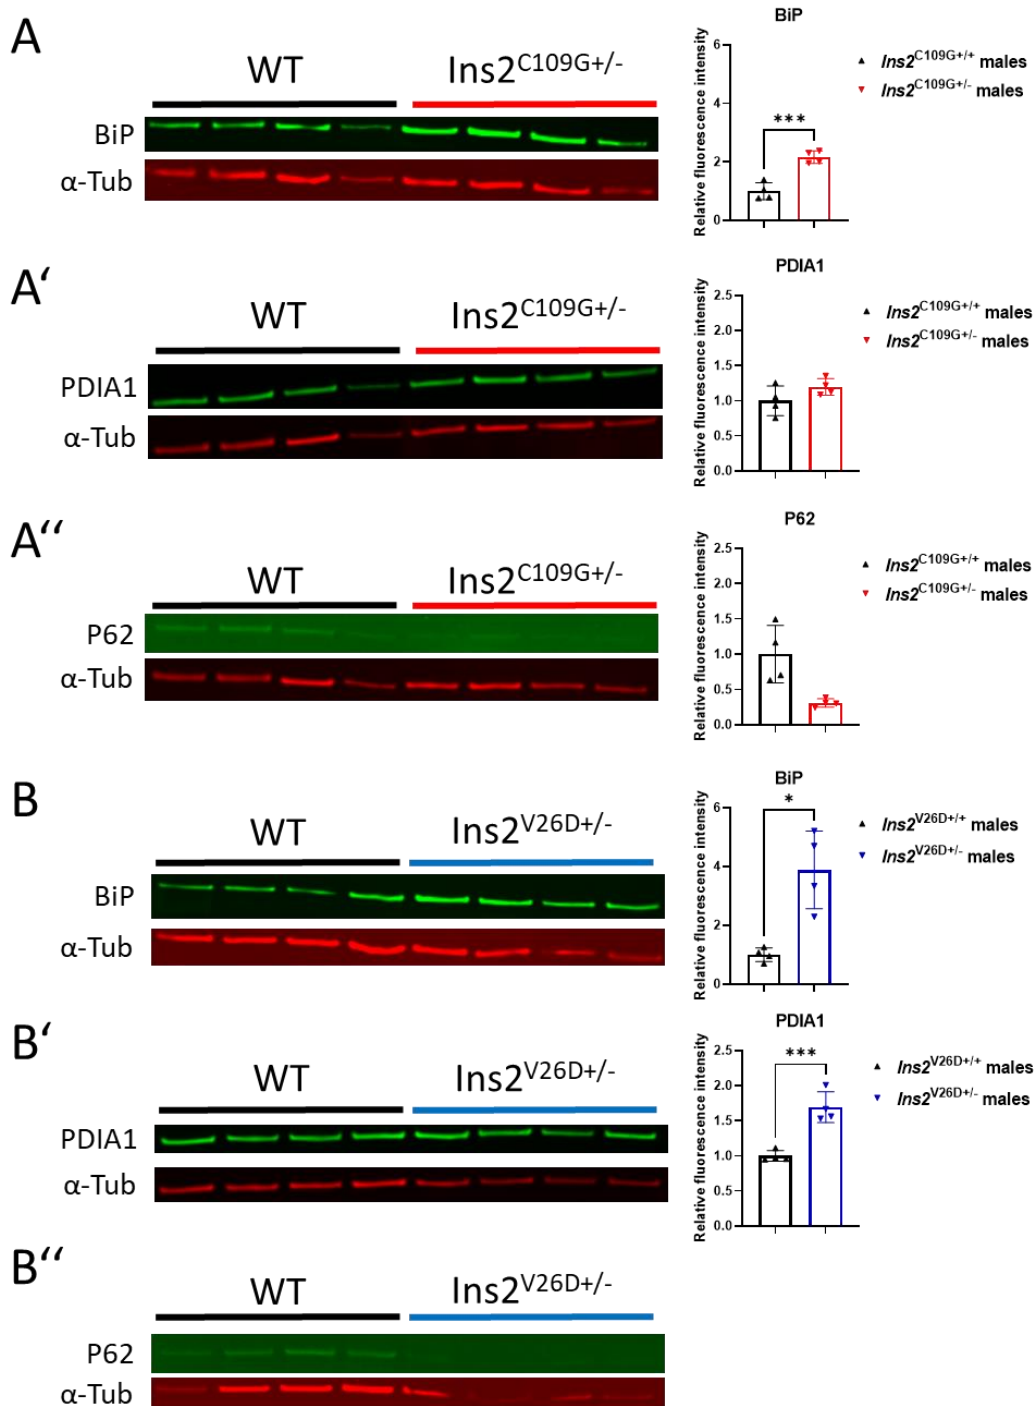 A
WT Ins2C109G+/-
BiP
α-Tub
BiP
Relative fluorescence intensity
6
4
2
0
***
Ins2C109G+/+ males
Ins2C109G+/- males
A‘
WT Ins2C109G+/-
PDIA1
α-Tub
PDIA1
Relative fluorescence intensity
2.5
2.0
1.5
1.0
0.5
0.0
Ins2C109G+/+ males
Ins2C109G+/- males
A‘‘
WT Ins2C109G+/-
P62
α-Tub
P62
Relative fluorescence intensity
2.5
2.0
1.5
1.0
0.5
0.0
Ins2C109G+/+ males
Ins2C109G+/- males
B
WT Ins2V26D+/-
BiP
α-Tub
BiP
Relative fluorescence intensity
6
4
2
0
*
Ins2V26D+/+ males
Ins2V26D+/- males
B‘
WT Ins2V26D+/-
PDIA1
α-Tub
PDIA1
Relative fluorescence intensity
2.5
2.0
1.5
1.0
0.5
0.0
***
Ins2V26D+/+ males
Ins2V26D+/- males
B‘‘
WT Ins2V26D+/-
P62
α-Tub